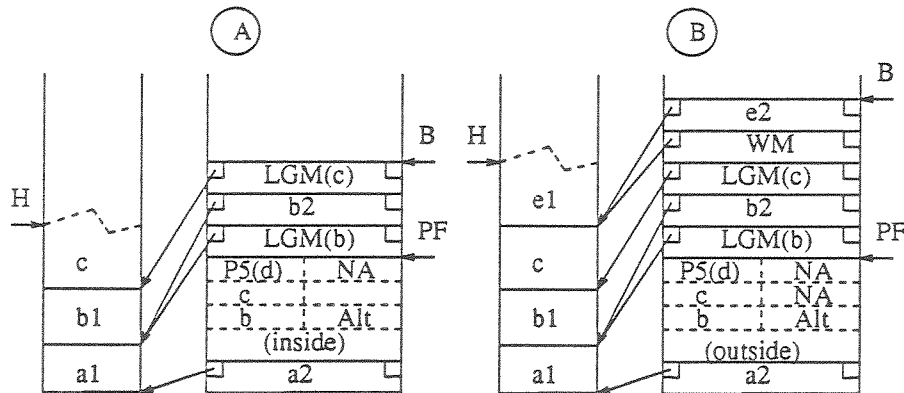 A
B
B
H
LGM(c)
b2
LGM(b)
PF
c
P5(d) NA
c
b1
b Alt
(inside)
a1
a2
B
e2
H
WM
LGM(c)
e1
b2
LGM(b)
PF
c
P5(d) NA
c NA
b1
b Alt
(outside)
a1
a2